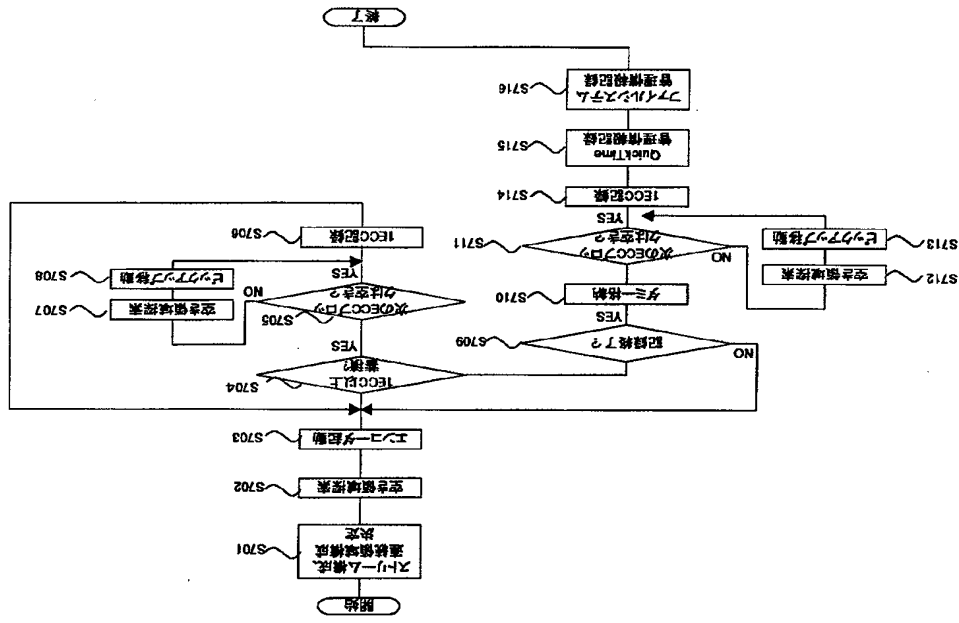 開始
ストリーム構成、
連続領域構成
決定
S701
空き領域探索
S702
エンコーダ起動
S703
1ECC以上
蓄積?
S704
YES
次のECCブロッ
クは空き?
S705
NO
YES
空き領域探索
S707
ピックアップ移動
S708
1ECC記録
S706
記録終了?
S709
NO
YES
ダミー格納
S710
次のECCブロッ
クは空き?
S711
NO
YES
空き領域探索
S712
ピックアップ移動
S713
1ECC記録
S714
QuickTime
管理情報記録
S715
ファイルシステム
管理情報記録
S716
終了